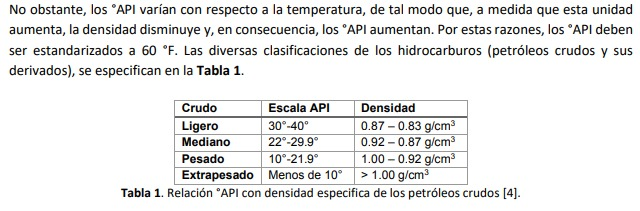 No obstante, los °API varían con respecto a la temperatura, de tal modo que, a medida que esta unidad
aumenta, la densidad disminuye y, en consecuencia, los °API aumentan. Por estas razones, los °API deben
ser estandarizados a 60 °F. Las diversas clasificaciones de los hidrocarburos (petróleos crudos y sus
derivados), se especifican en la Tabla 1.
Crudo Escala API Densidad
Ligero 30°-40° 0.87 – 0.83 g/cm³
Mediano 22°-29.9° 0.92 – 0.87 g/cm³
Pesado 10°-21.9° 1.00 – 0.92 g/cm³
Extrapesado Menos de 10° > 1.00 g/cm³
Tabla 1. Relación °API con densidad especifica de los petróleos crudos [4].